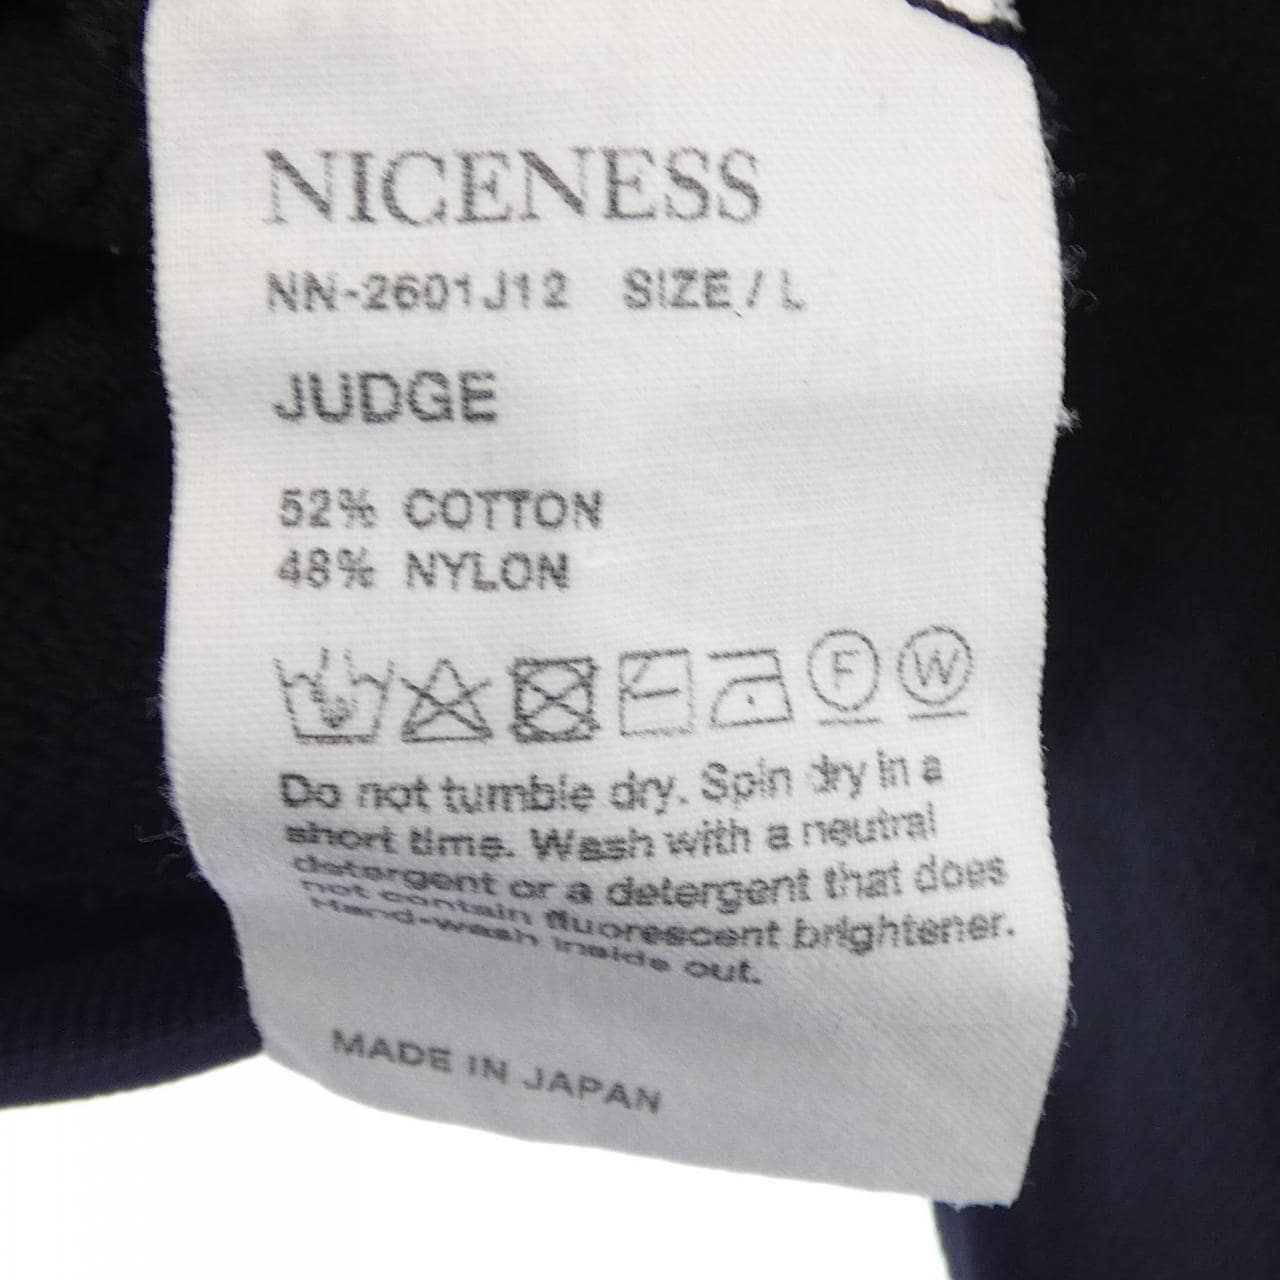 NICENESS
NN-2601J12 SIZE / L
JUDGE
52% COTTON
48% NYLON
F W
Do not tumble dry. Spin dry in a
short time. Wash with a neutral
detergent or a detergent that does
not contain fluorescent brightener.
Hand-wash inside out.
MADE IN JAPAN